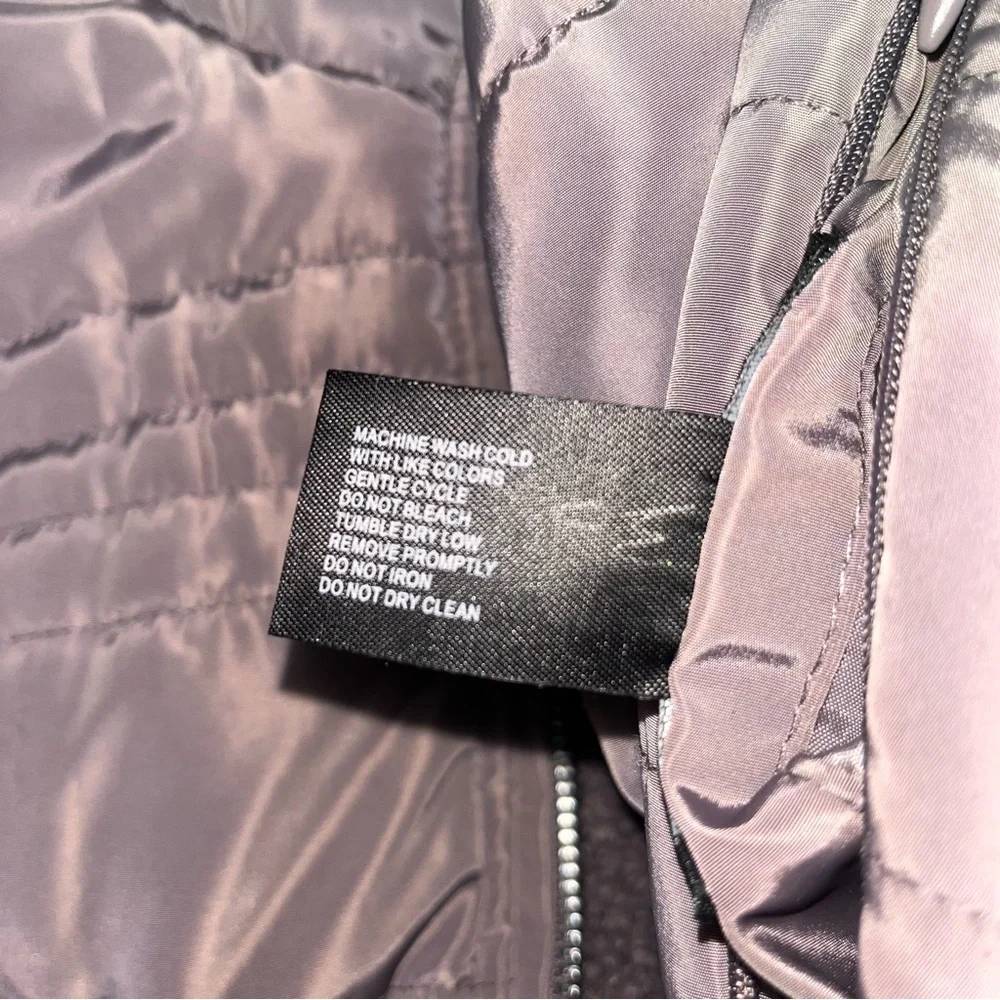 MACHINE WASH COLD
WITH LIKE COLORS
GENTLE CYCLE
DO NOT BLEACH
TUMBLE DRY LOW
REMOVE PROMPTLY
DO NOT IRON
DO NOT DRY CLEAN